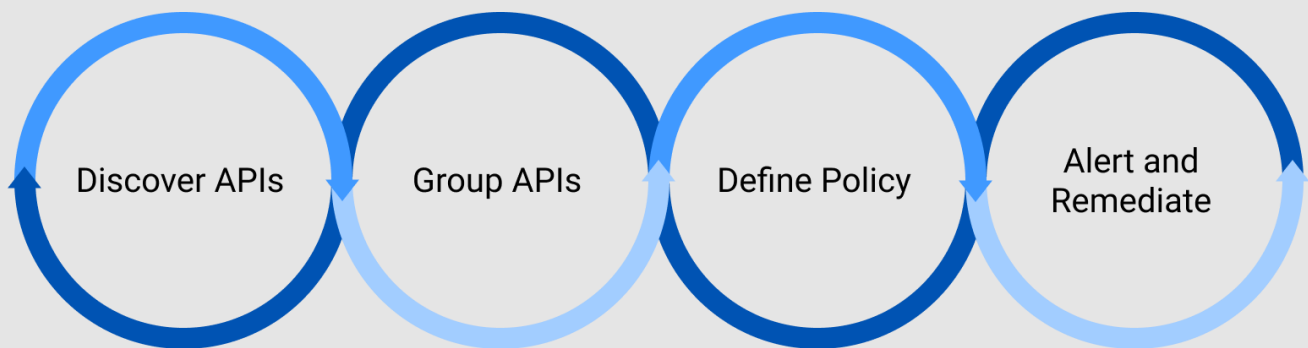 Discover APIs
Group APIs
Define Policy
Alert and
Remediate